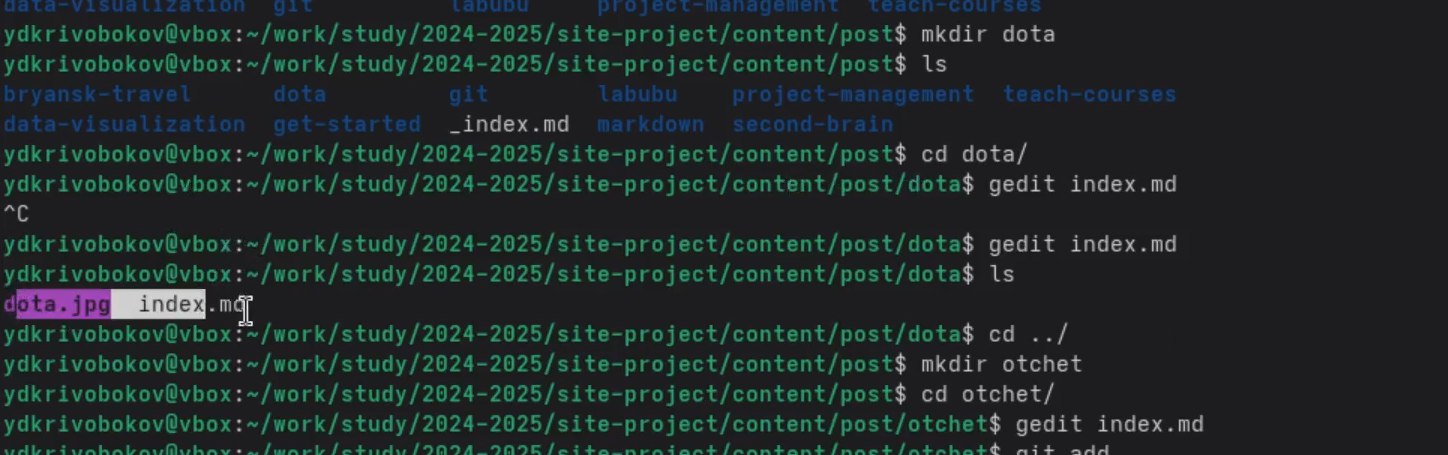 data-visualization git labubu project-management teach-courses
ydkrivobokov@vbox:~/work/study/2024-2025/site-project/content/post$ mkdir dota
ydkrivobokov@vbox:~/work/study/2024-2025/site-project/content/post$ ls
bryansk-travel dota git labubu project-management teach-courses
data-visualization get-started _index.md markdown second-brain
ydkrivobokov@vbox:~/work/study/2024-2025/site-project/content/post$ cd dota/
ydkrivobokov@vbox:~/work/study/2024-2025/site-project/content/post/dota$ gedit index.md
^C
ydkrivobokov@vbox:~/work/study/2024-2025/site-project/content/post/dota$ gedit index.md
ydkrivobokov@vbox:~/work/study/2024-2025/site-project/content/post/dota$ ls
dota.jpg index.md
ydkrivobokov@vbox:~/work/study/2024-2025/site-project/content/post/dota$ cd ../
ydkrivobokov@vbox:~/work/study/2024-2025/site-project/content/post$ mkdir otchet
ydkrivobokov@vbox:~/work/study/2024-2025/site-project/content/post$ cd otchet/
ydkrivobokov@vbox:~/work/study/2024-2025/site-project/content/post/otchet$ gedit index.md
ydkrivobokov@vbox:~/work/study/2024-2025/site-project/content/post/otchet$ git add